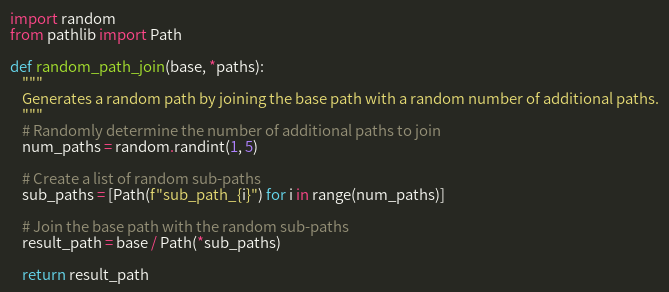 import random
from pathlib import Path

def random_path_join(base, *paths):
    """
    Generates a random path by joining the base path with a random number of additional paths.
    """
    # Randomly determine the number of additional paths to join
    num_paths = random.randint(1, 5)

    # Create a list of random sub-paths
    sub_paths = [Path(f"sub_path_{i}") for i in range(num_paths)]

    # Join the base path with the random sub-paths
    result_path = base / Path(*sub_paths)

    return result_path